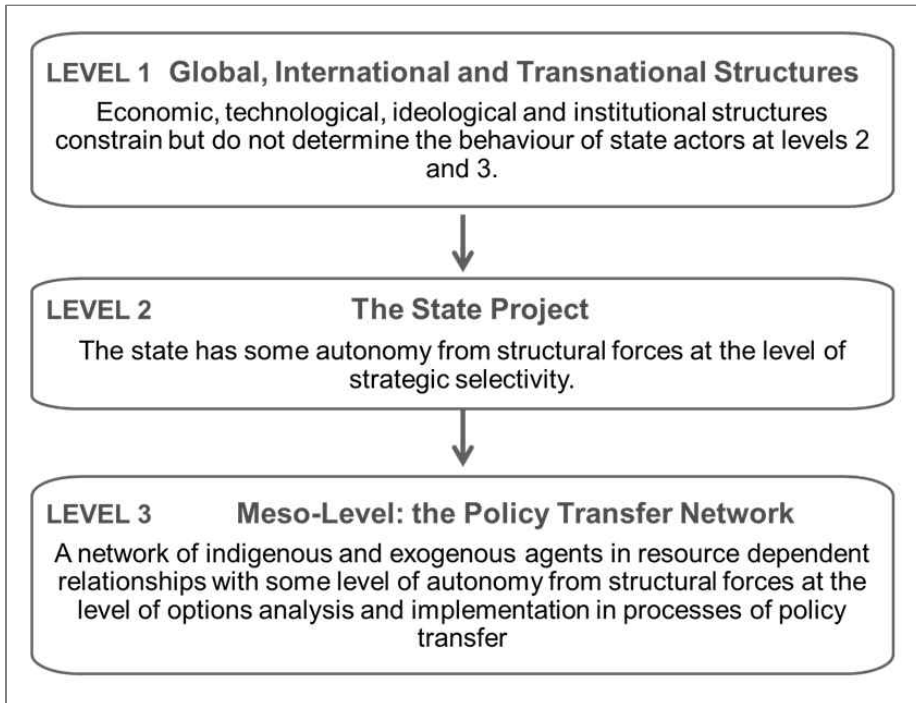 LEVEL 1 Global, International and Transnational Structures
Economic, technological, ideological and institutional structures
constrain but do not determine the behaviour of state actors at levels 2
and 3.
LEVEL 2 The State Project
The state has some autonomy from structural forces at the level of
strategic selectivity.
LEVEL 3 Meso-Level: the Policy Transfer Network
A network of indigenous and exogenous agents in resource dependent
relationships with some level of autonomy from structural forces at the
level of options analysis and implementation in processes of policy
transfer